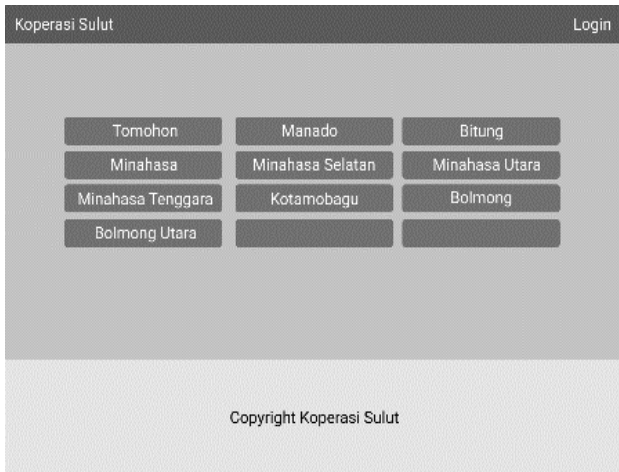 Koperasi Sulut Login
Tomohon Manado Bitung
Minahasa Minahasa Selatan Minahasa Utara
Minahasa Tenggara Kotamobagu Bolmong
Bolmong Utara
Copyright Koperasi Sulut